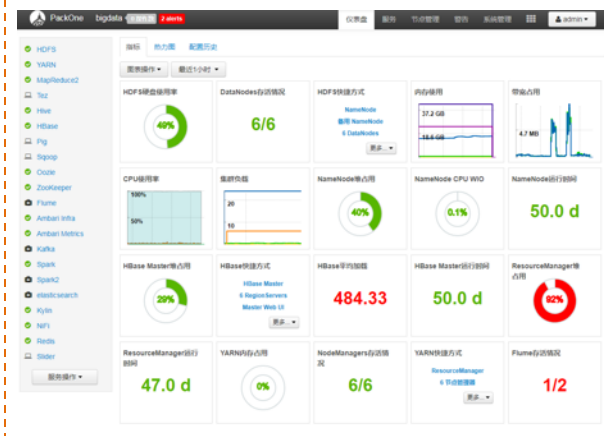 PackOne bigdata 2 alerts 仪表盘 服务 节点管理 警告 系统管理 admin
HDFS
YARN
MapReduce2
Tez
Hive
HBase
Pig
Sqoop
Oozie
ZooKeeper
Flume
Ambari Infra
Ambari Metrics
Kafka
Spark
Spark2
elasticsearch
Kylin
NiFi
Redis
Slider
服务操作
指标 热力图 配置历史
图表操作 最近1小时
HDFS硬盘使用率
49%
DataNodes存活情况
6/6
HDFS快捷方式
NameNode
备用 NameNode
6 DataNodes
更多...
内存使用
37.2 GB
18.6 GB
带宽占用
4.7 MB
CPU使用率
100%
50%
集群负载
20
10
NameNode堆占用
40%
NameNode CPU WIO
0.1%
NameNode运行时间
50.0 d
HBase Master堆占用
29%
HBase快捷方式
HBase Master
6 RegionServers
Master Web UI
更多...
HBase平均加载
484.33
HBase Master运行时间
50.0 d
ResourceManager堆
占用
92%
ResourceManager运行
时间
47.0 d
YARN内存占用
0%
NodeManagers存活情
况
6/6
YARN快捷方式
ResourceManager
6 节点管理器
更多...
Flume存活情况
1/2